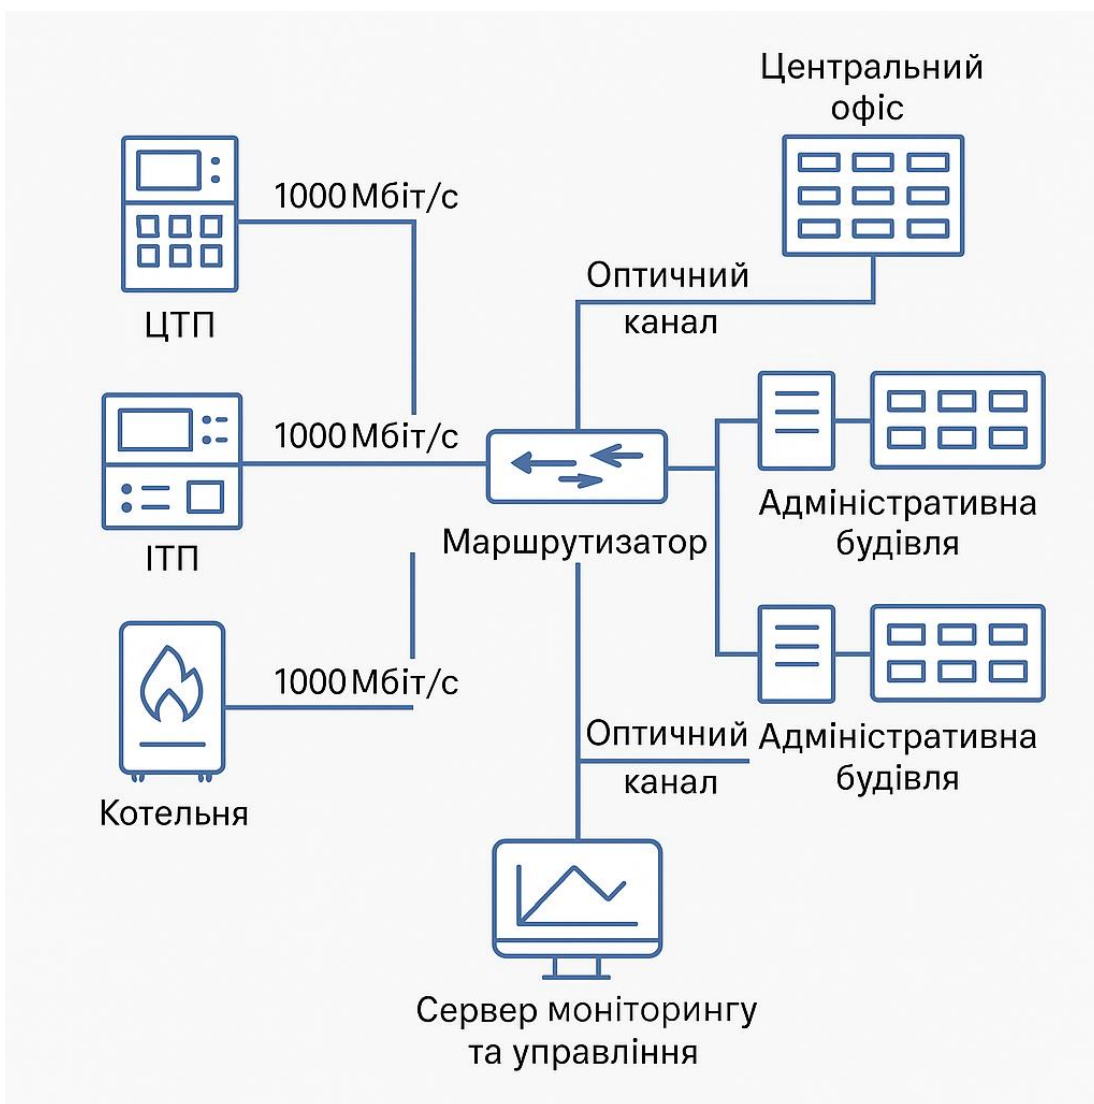 Центральний
офіс
1000 Мбіт/с
ЦТП
Оптичний
канал
1000 Мбіт/с
ІТП
Маршрутизатор
Адміністративна
будівля
1000 Мбіт/с
Котельня
Оптичний
канал
Адміністративна
будівля
Сервер моніторингу
та управління